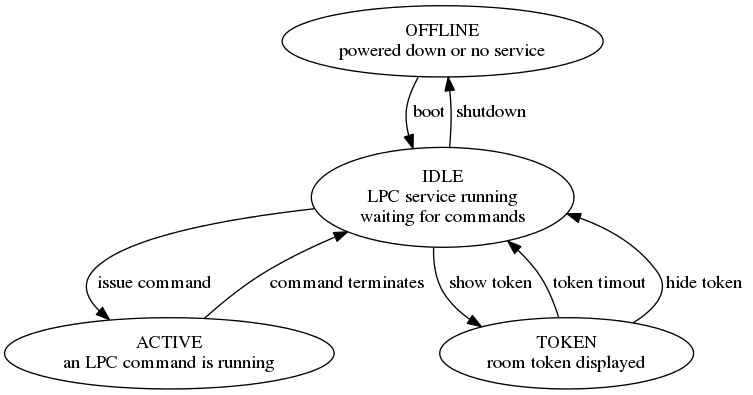 OFFLINE
powered down or no service
boot
shutdown
IDLE
LPC service running
waiting for commands
issue command
command terminates
show token
token timout
hide token
ACTIVE
an LPC command is running
TOKEN
room token displayed